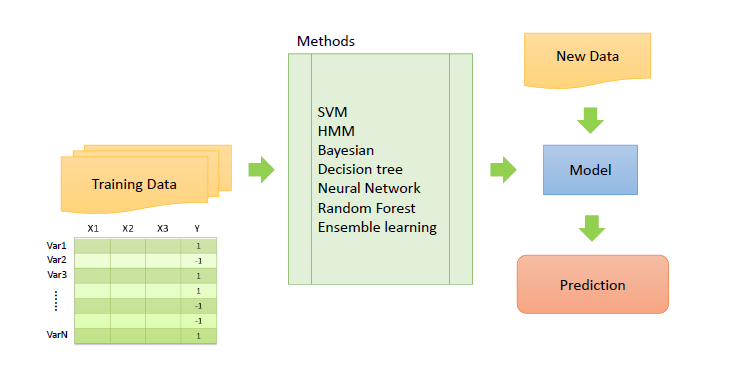 Methods
New Data
SVM
HMM
Bayesian
Decision tree
Neural Network
Random Forest
Ensemble learning
Training Data
Model
Prediction
X1 X2 X3 Y
Var1 1
Var2 -1
Var3 1
1
-1
-1
VarN 1